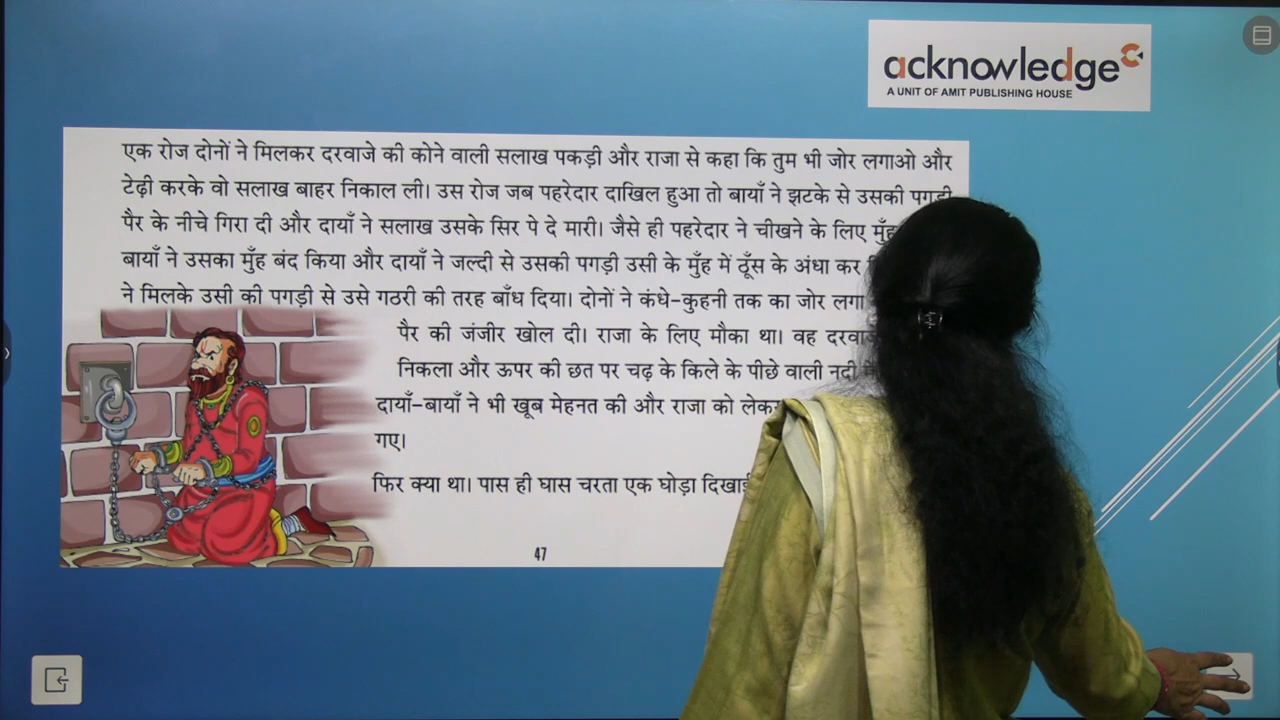 acknowledge
A UNIT OF AMIT PUBLISHING HOUSE
एक रोज दोनों ने मिलकर दरवाजे की कोने वाली सलाख पकड़ी और राजा से कहा कि तुम भी जोर लगाओ और
टेढ़ी करके वो सलाख बाहर निकाल ली। उस रोज जब पहरेदार दाखिल हुआ तो बायाँ ने झटके से उसकी पगड़ी
पैर के नीचे गिरा दी और दायाँ ने सलाख उसके सिर पे दे मारी। जैसे ही पहरेदार ने चीखने के लिए मुँह
बायाँ ने उसका मुँह बंद किया और दायाँ ने जल्दी से उसकी पगड़ी उसी के मुँह में ठूँस के अंधा कर
ने मिलके उसी की पगड़ी से उसे गठरी की तरह बाँध दिया। दोनों ने कंधे-कुहनी तक का जोर लगा
पैर की जंजीर खोल दी। राजा के लिए मौका था। वह
निकला और ऊपर की छत पर चढ़ के किले के पीछे वाली नदी
दायाँ-बायाँ ने भी खूब मेहनत की और राजा को लेकर
गए।
फिर क्या था। पास ही घास चरता एक घोड़ा
47